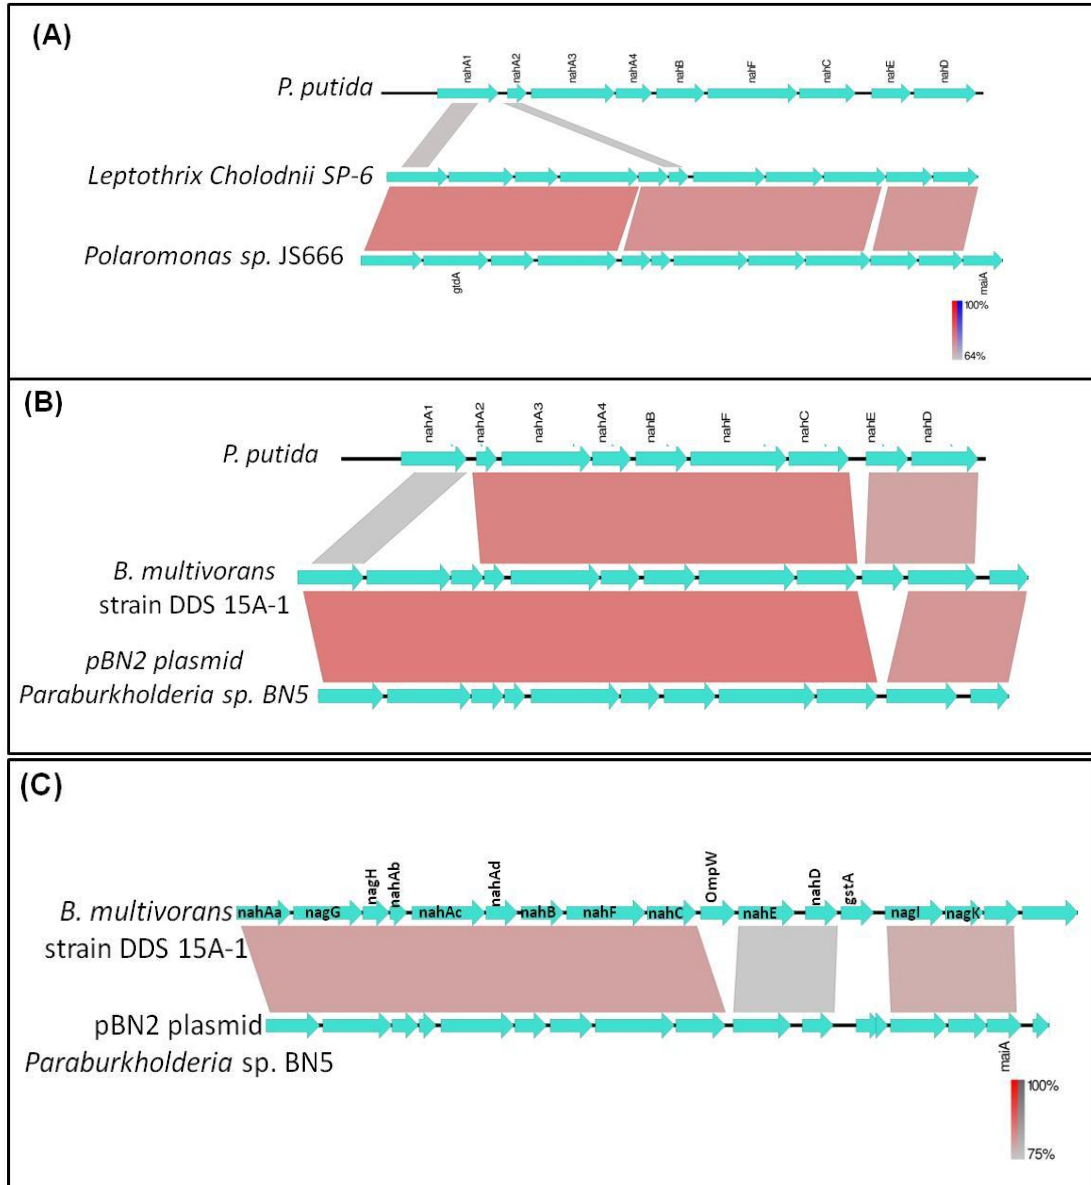 (A)
nahA1 nahA2 nahA3 nahA4 nahB nahF nahC nahE nahD
P. putida
Leptothrix Cholodnii SP-6
Polaromonas sp. JS666
gtdA maiA
100%
64%
(B)
nahA1 nahA2 nahA3 nahA4 nahB nahF nahC nahE nahD
P. putida
B. multivorans
strain DDS 15A-1
pBN2 plasmid
Paraburkholderia sp. BN5
(C)
nagH nahAb nahAd OmpW nahD gstA
B. multivorans nahAa nagG nahAc nahB nahF nahC nahE nagI nagK
strain DDS 15A-1
pBN2 plasmid
Paraburkholderia sp. BN5
maiA
100%
75%